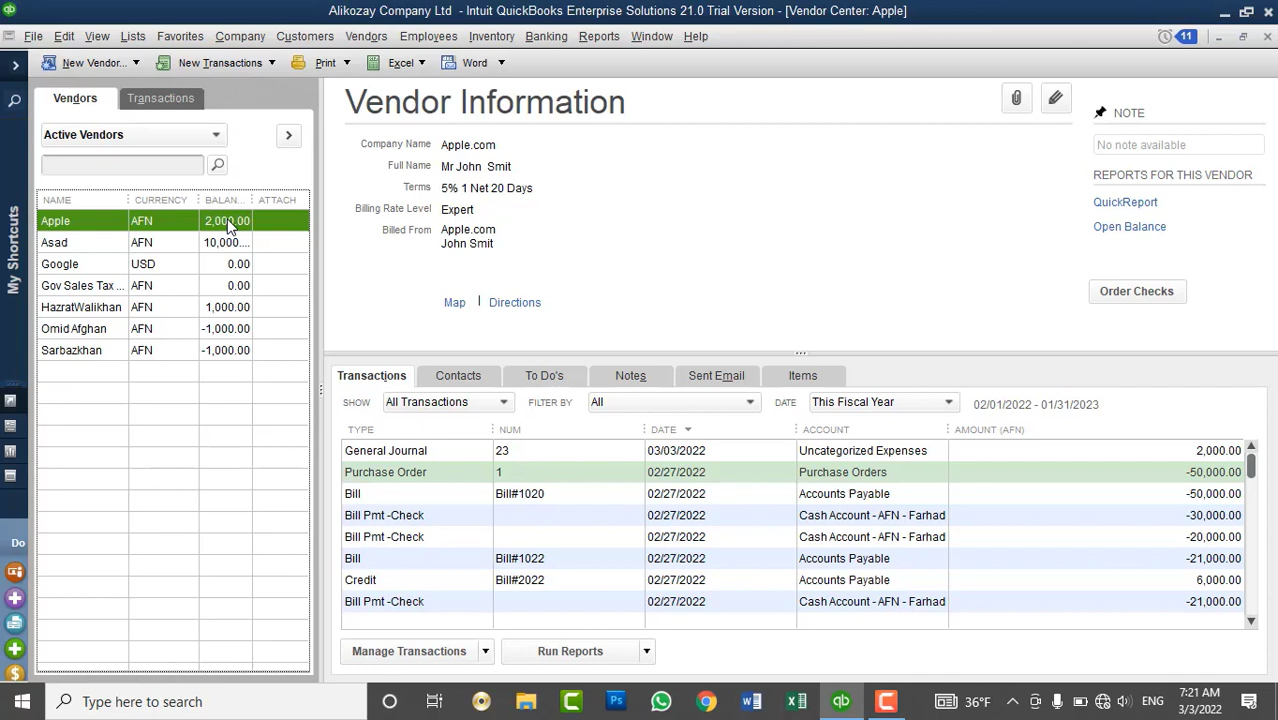 Alikozay Company Ltd - Intuit QuickBooks Enterprise Solutions 21.0 Trial Version - [Vendor Center: Apple]
File Edit View Lists Favorites Company Customers Vendors Employees Inventory Banking Reports Window Help 11
New Vendor... New Transactions Print Excel Word
Vendors Transactions
Active Vendors
NAME CURRENCY BALAN... ATTACH
Apple AFN 2,000.00
Asad AFN 10,000....
Google USD 0.00
Gov Sales Tax ... AFN 0.00
HazratWalikhan AFN 1,000.00
Omid Afghan AFN -1,000.00
Sarbazkhan AFN -1,000.00
My Shortcuts
Do
Vendor Information
Company Name Apple.com
Full Name Mr John Smit
Terms 5% 1 Net 20 Days
Billing Rate Level Expert
Billed From Apple.com
John Smit
Map Directions
NOTE
No note available
REPORTS FOR THIS VENDOR
QuickReport
Open Balance
Order Checks
Transactions Contacts To Do's Notes Sent Email Items
SHOW All Transactions FILTER BY All DATE This Fiscal Year 02/01/2022 - 01/31/2023
TYPE NUM DATE ACCOUNT AMOUNT (AFN)
General Journal 23 03/03/2022 Uncategorized Expenses 2,000.00
Purchase Order 1 02/27/2022 Purchase Orders -50,000.00
Bill Bill#1020 02/27/2022 Accounts Payable -50,000.00
Bill Pmt -Check 02/27/2022 Cash Account - AFN - Farhad -30,000.00
Bill Pmt -Check 02/27/2022 Cash Account - AFN - Farhad -20,000.00
Bill Bill#1022 02/27/2022 Accounts Payable -21,000.00
Credit Bill#2022 02/27/2022 Accounts Payable 6,000.00
Bill Pmt -Check 02/27/2022 Cash Account - AFN - Farhad -21,000.00
Manage Transactions Run Reports
Type here to search
36°F ENG 7:21 AM
3/3/2022